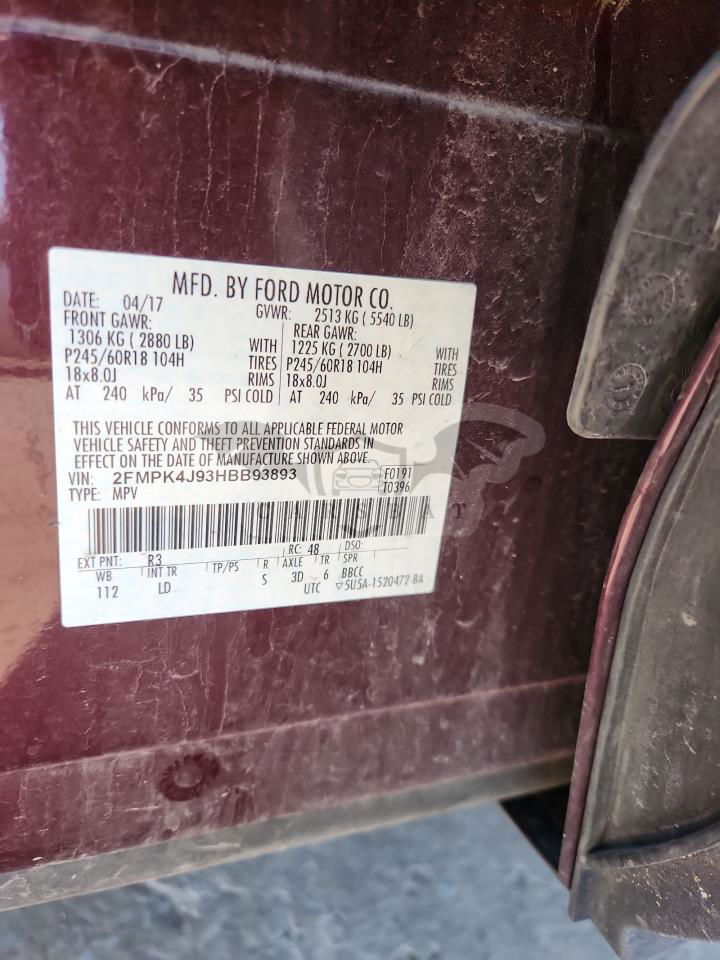 MFD. BY FORD MOTOR CO.
DATE: 04/17 GVWR: 2513 KG ( 5540 LB)
FRONT GAWR: REAR GAWR:
1306 KG ( 2880 LB) WITH 1225 KG ( 2700 LB) WITH
P245/60R18 104H TIRES P245/60R18 104H TIRES
18x8.0J RIMS 18x8.0J RIMS
AT 240 kPa/ 35 PSI COLD AT 240 kPa/ 35 PSI COLD
THIS VEHICLE CONFORMS TO ALL APPLICABLE FEDERAL MOTOR
VEHICLE SAFETY AND THEFT PREVENTION STANDARDS IN
EFFECT ON THE DATE OF MANUFACTURE SHOWN ABOVE.
VIN: 2FMPK4J93HBB93893 F0191
TYPE: MPV T0396
EXT PNT: R3 RC: 48 DSO:
WB INT TR TP/PS R AXLE TR SPR
112 LD S 3D 6 BBCC
UTC ▽5U5A-1520472-BA